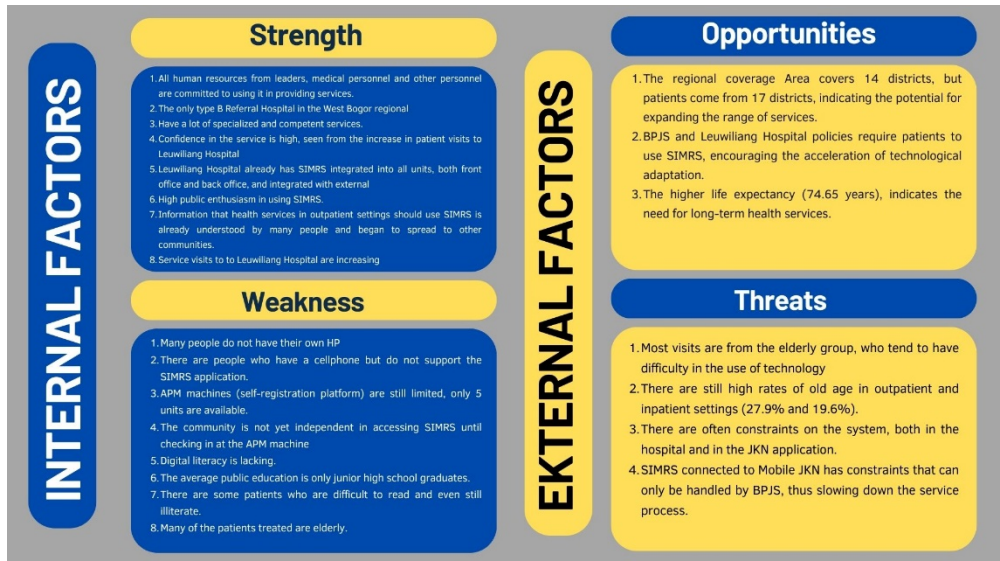 INTERNAL FACTORS
Strength
1. All human resources from leaders, medical personnel and other personnel
are committed to using it in providing services.
2. The only type B Referral Hospital in the West Bogor regional
3. Have a lot of specialized and competent services.
4. Confidence in the service is high, seen from the increase in patient visits to
Leuwiliang Hospital
5. Leuwiliang Hospital already has SIMRS integrated into all units, both front
office and back office, and integrated with external
6. High public enthusiasm in using SIMRS.
7. Information that health services in outpatient settings should use SIMRS is
already understood by many people and began to spread to other
communities.
8. Service visits to to Leuwiliang Hospital are increasing
Weakness
1. Many people do not have their own HP
2. There are people who have a cellphone but do not support the
SIMRS application.
3. APM machines (self-registration platform) are still limited, only 5
units are available.
4. The community is not yet independent in accessing SIMRS until
checking in at the APM machine
5. Digital literacy is lacking.
6. The average public education is only junior high school graduates.
7. There are some patients who are difficult to read and even still
illiterate.
8. Many of the patients treated are elderly.
EKTERNAL FACTORS
Opportunities
1. The regional coverage Area covers 14 districts, but
patients come from 17 districts, indicating the potential for
expanding the range of services.
2. BPJS and Leuwiliang Hospital policies require patients to
use SIMRS, encouraging the acceleration of technological
adaptation.
3. The higher life expectancy (74.65 years), indicates the
need for long-term health services.
Threats
1. Most visits are from the elderly group, who tend to have
difficulty in the use of technology
2. There are still high rates of old age in outpatient and
inpatient settings (27.9% and 19.6%).
3. There are often constraints on the system, both in the
hospital and in the JKN application.
4. SIMRS connected to Mobile JKN has constraints that can
only be handled by BPJS, thus slowing down the service
process.